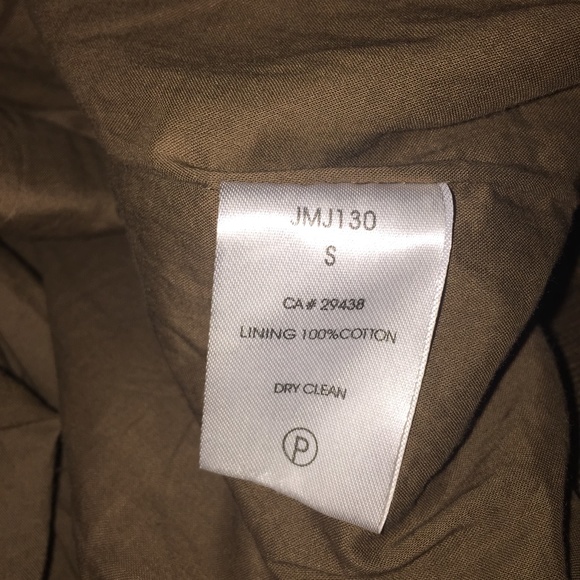 JMJ130
S
CA# 29438
LINING 100%COTTON
DRY CLEAN
P